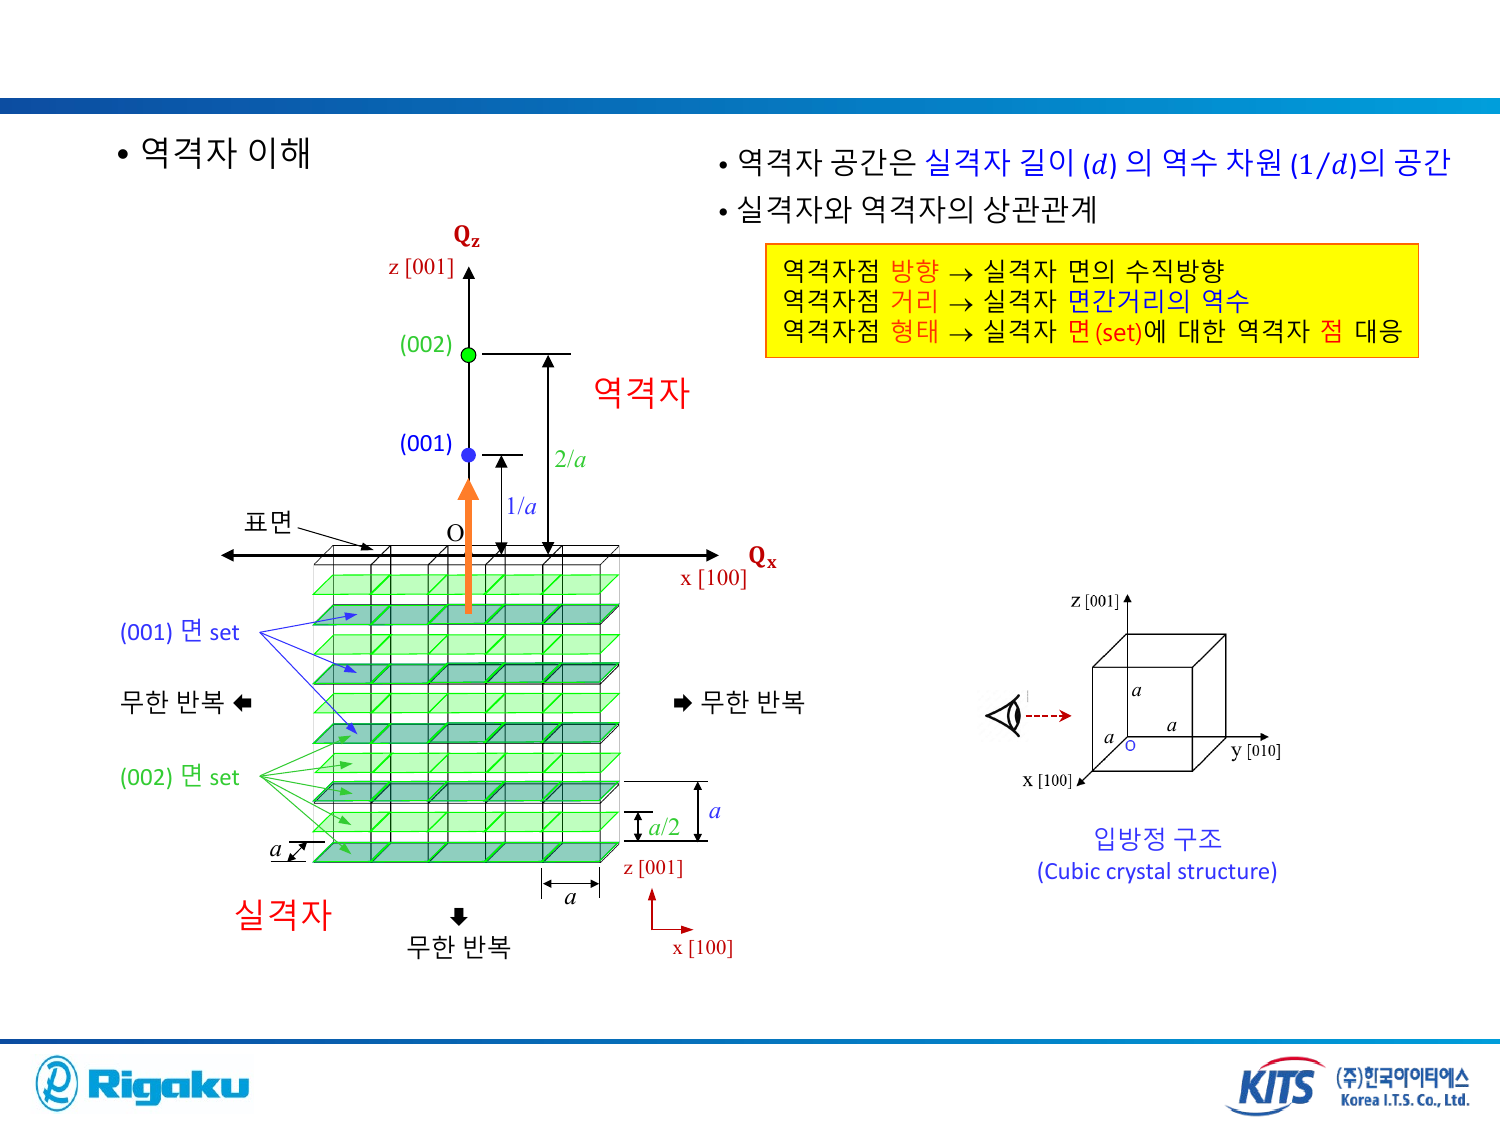 • 역격자 이해
• 역격자 공간은 실격자 길이 (d) 의 역수 차원 (1/d)의 공간
• 실격자와 역격자의 상관관계
역격자점 방향 → 실격자 면의 수직방향
역격자점 거리 → 실격자 면간거리의 역수
역격자점 형태 → 실격자 면(set)에 대한 역격자 점 대응
Qz
z [001]
(002)
역격자
(001)
2/a
1/a
표면
O
Qx
x [100]
(001) 면 set
무한 반복
무한 반복
(002) 면 set
a
a/2
a
z [001]
a
실격자
무한 반복
x [100]
z [001]
a
a
a
O
y [010]
x [100]
입방정 구조
(Cubic crystal structure)
Rigaku
KITS
(주)한국아이티에스
Korea I.T.S. Co., Ltd.